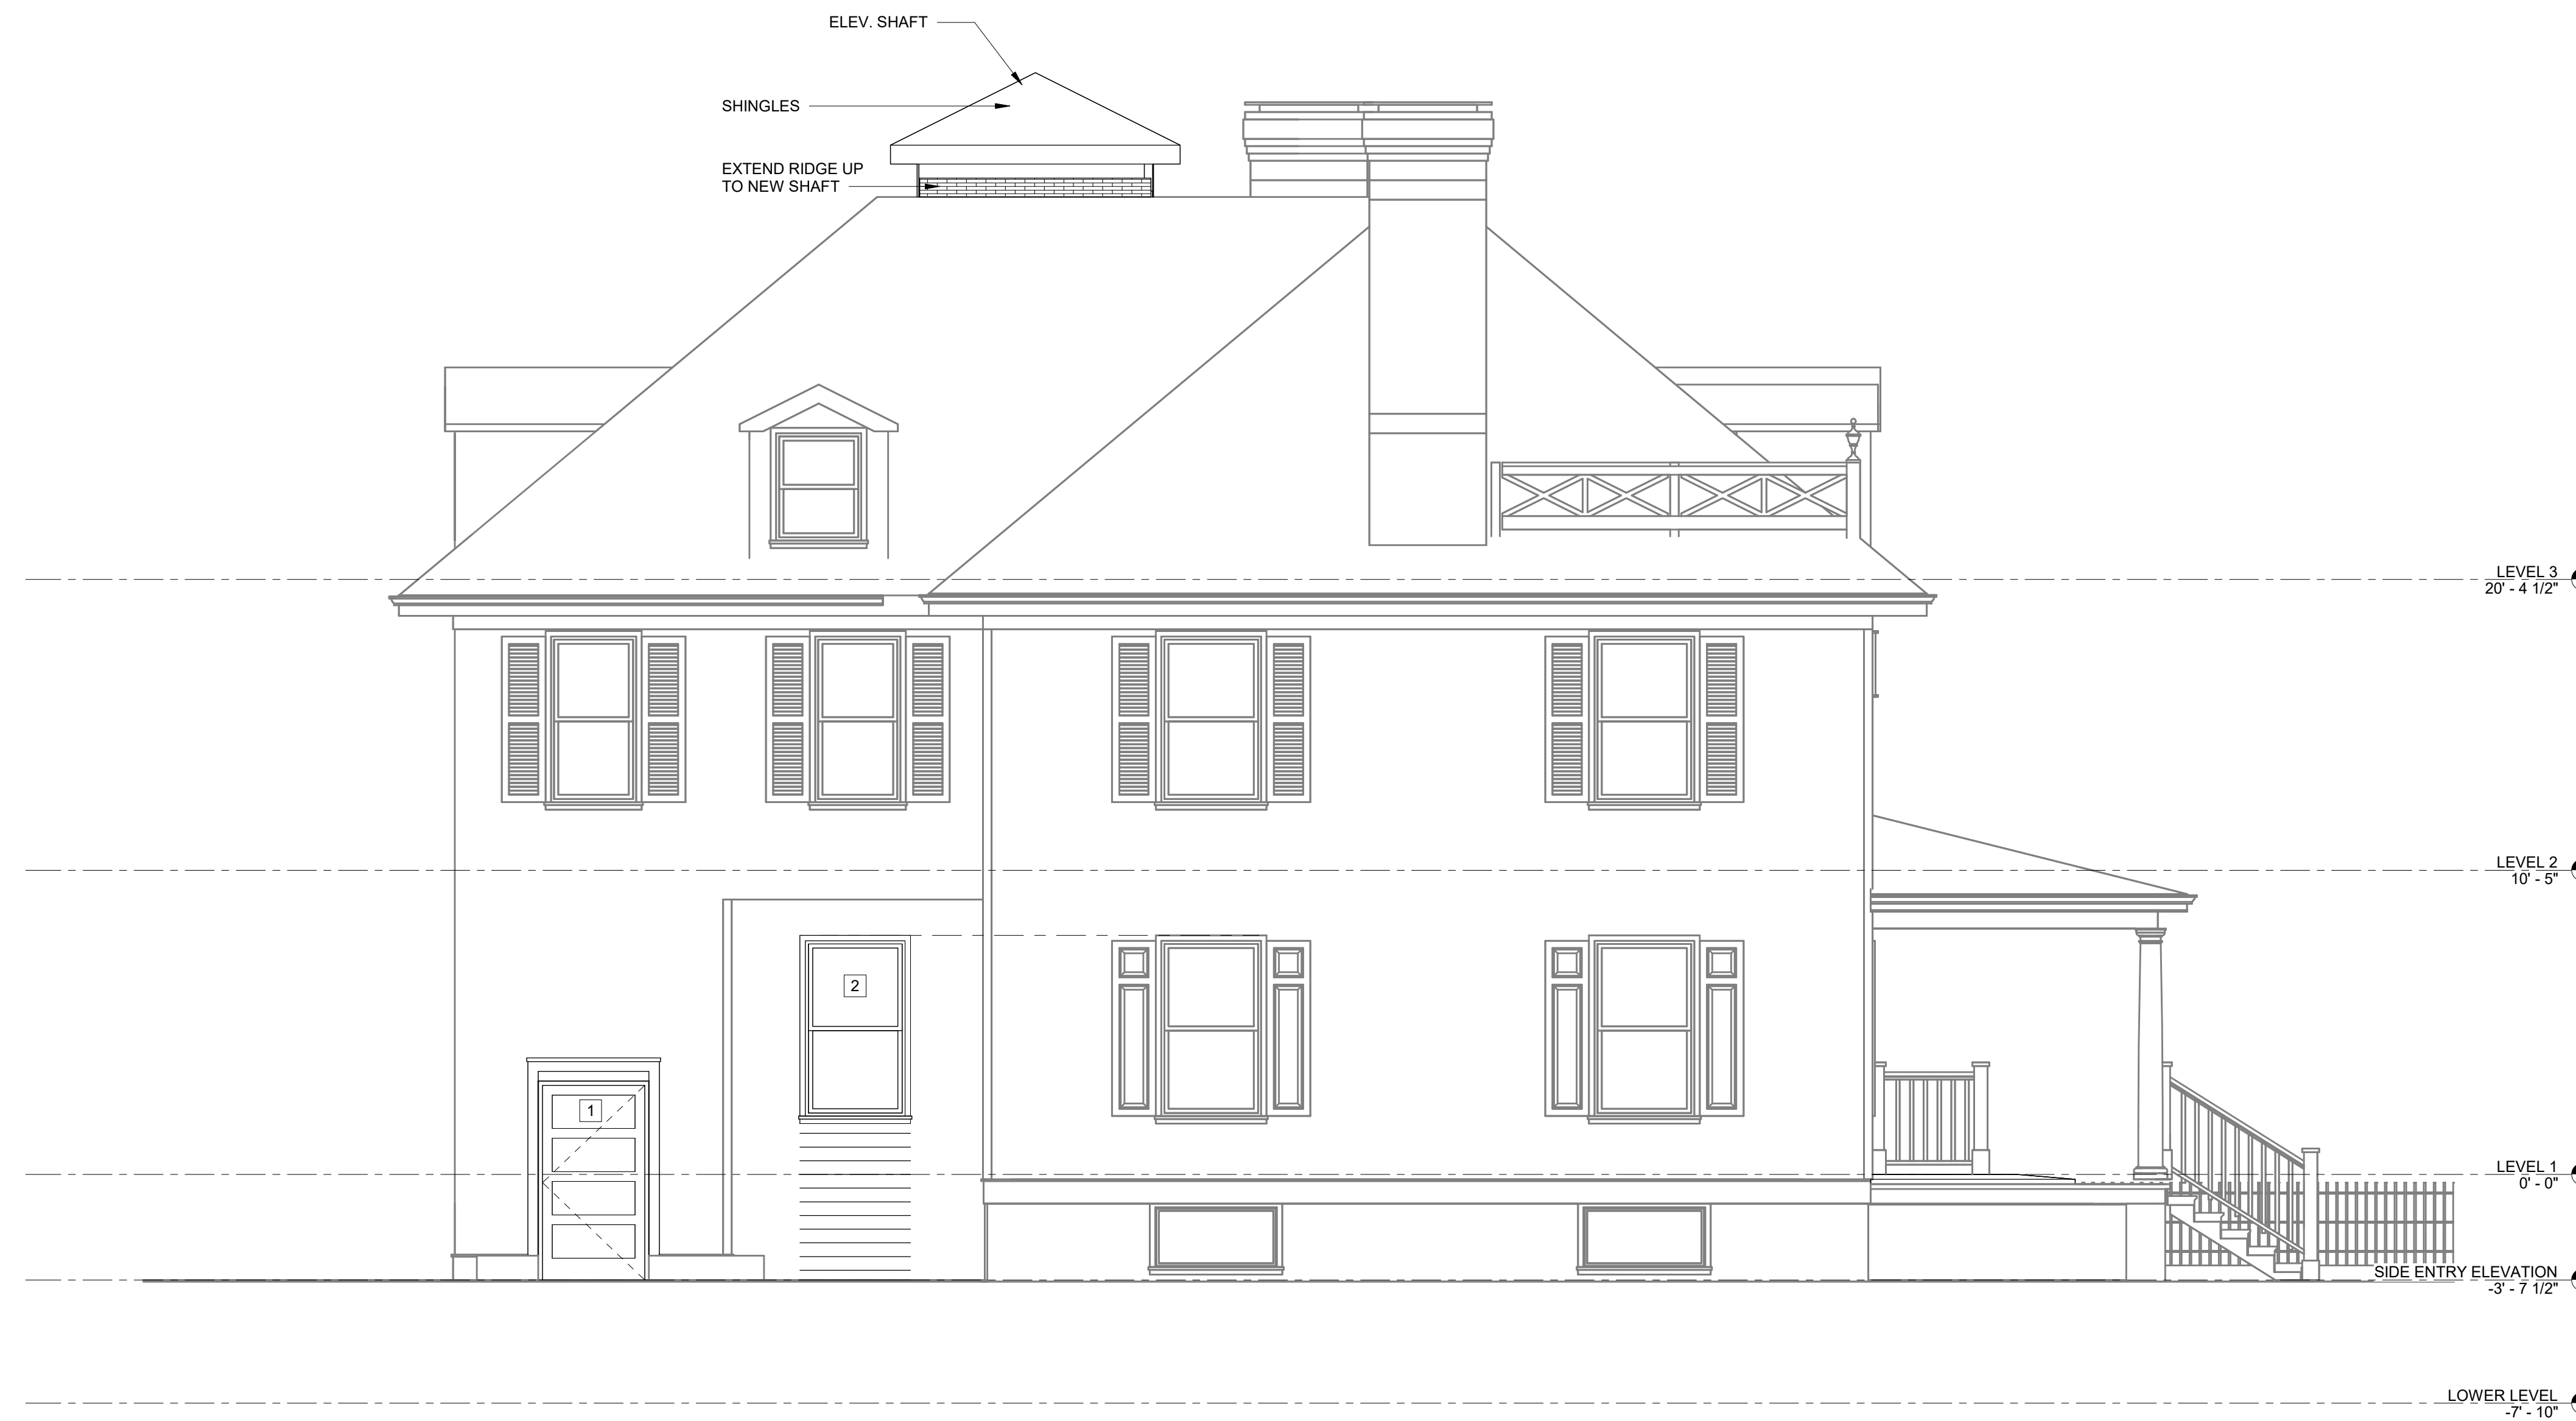 ELEV. SHAFT
SHINGLES
EXTEND RIDGE UP
TO NEW SHAFT
LEVEL 3
20' - 4 1/2"
LEVEL 2
10' - 5"
2
1
LEVEL 1
0' - 0"
SIDE ENTRY ELEVATION
-3' - 7 1/2"
LOWER LEVEL
-7' - 10"